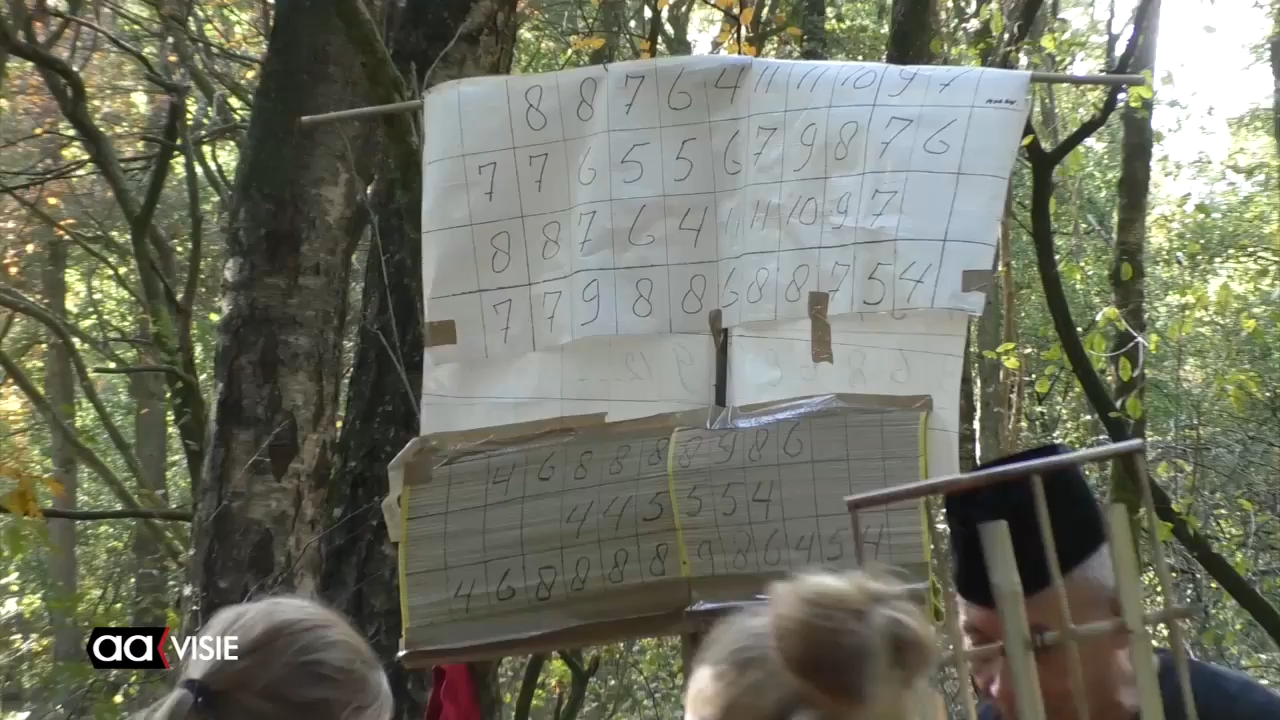 8 8 7 6 4 11 11 10 9 7
7 7 6 5 5 6 7 9 8 7 6
8 8 7 6 4 11 11 10 9 7
7 7 9 8 8 6 8 8 7 5 4
4 6 8 8 8 8 9 8 6
4 4 5 5 5 4
4 6 8 8 8 8 9 8 6 4 5 4
aa VISIE